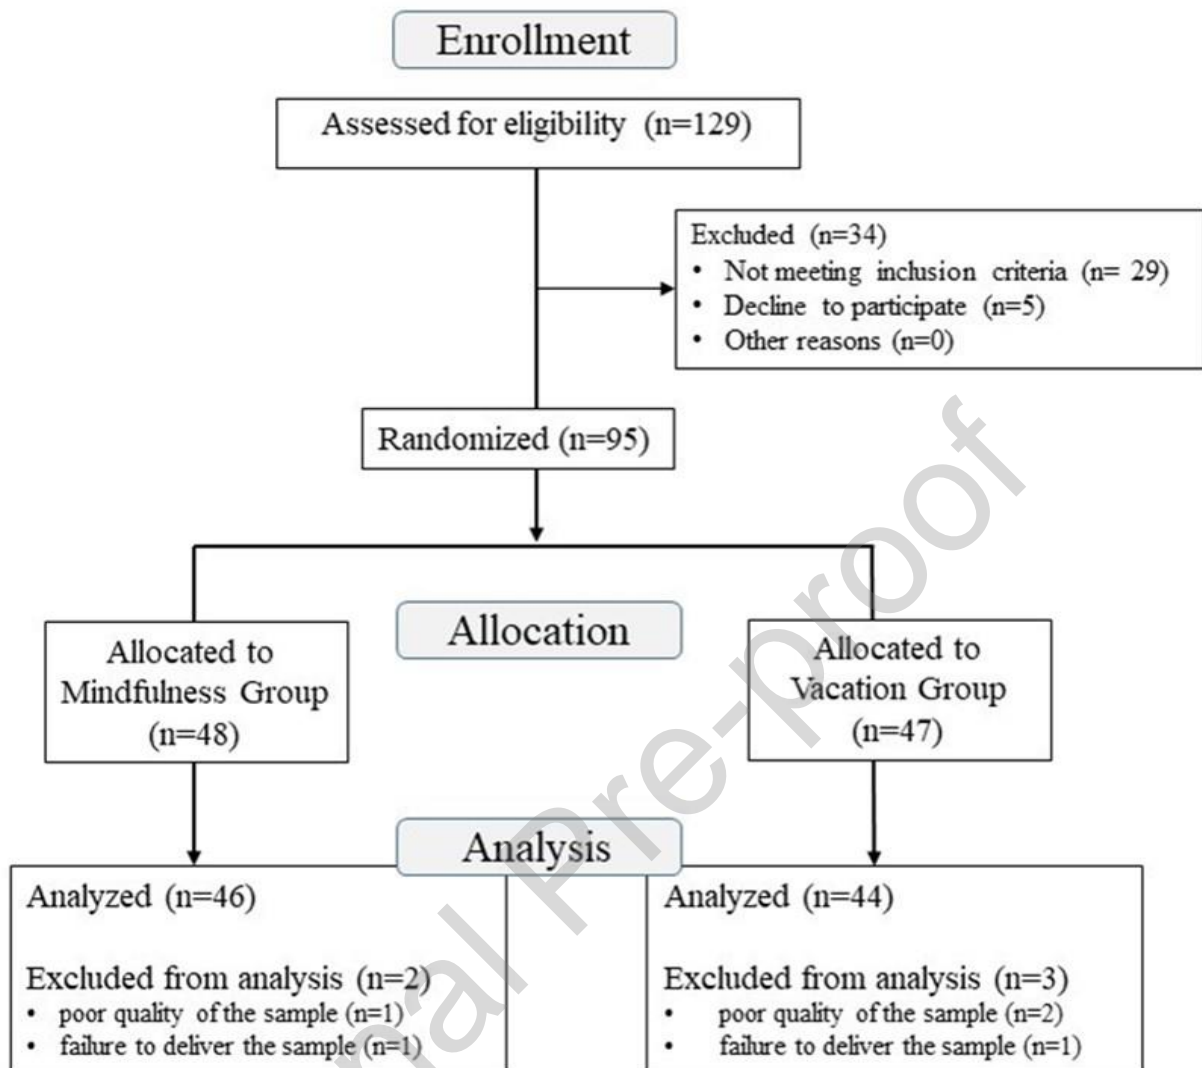 Enrollment
Assessed for eligibility (n=129)
Excluded (n=34)
• Not meeting inclusion criteria (n= 29)
• Decline to participate (n=5)
• Other reasons (n=0)
Randomized (n=95)
Allocation
Allocated to
Mindfulness Group
(n=48)
Allocated to
Vacation Group
(n=47)
Analysis
Analyzed (n=46)
Excluded from analysis (n=2)
• poor quality of the sample (n=1)
• failure to deliver the sample (n=1)
Analyzed (n=44)
Excluded from analysis (n=3)
• poor quality of the sample (n=2)
• failure to deliver the sample (n=1)
nal Pre-proof